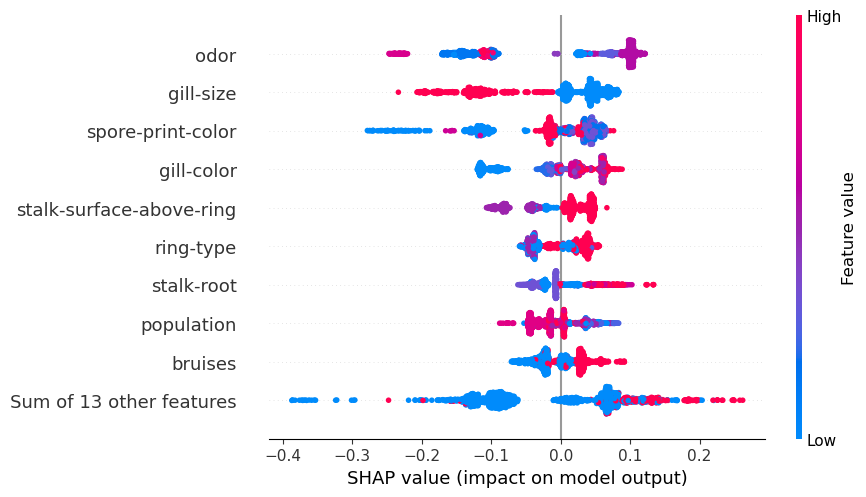 High
odor
gill-size
spore-print-color
gill-color
stalk-surface-above-ring
ring-type
stalk-root
population
bruises
Sum of 13 other features
Feature value
Low
−0.4 −0.3 −0.2 −0.1 0.0 0.1 0.2
SHAP value (impact on model output)